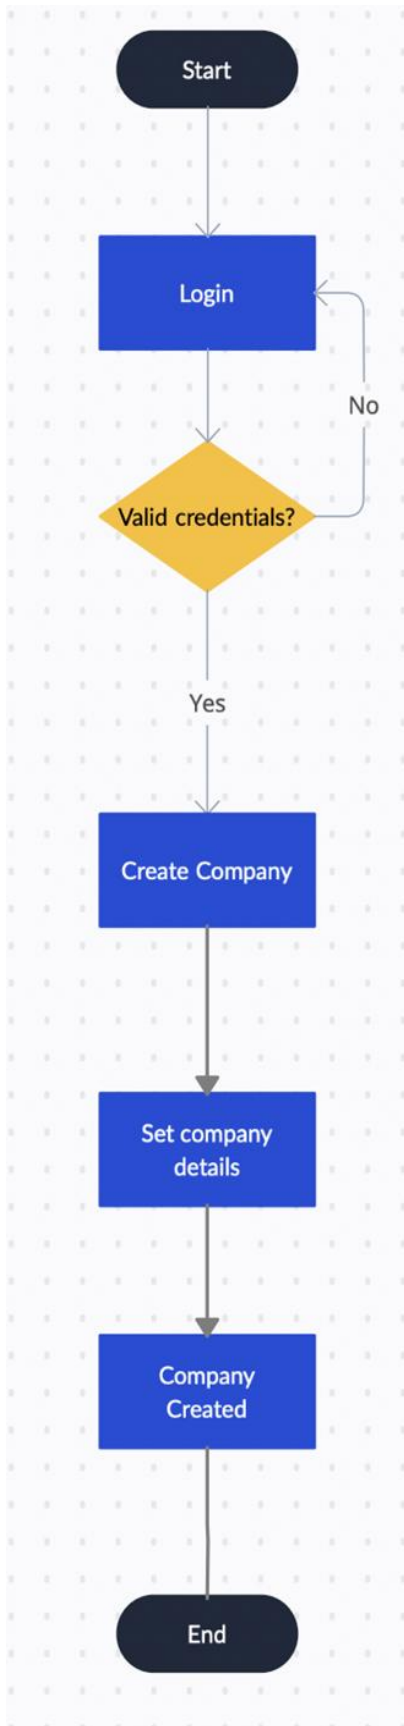 Start
Login
No
Valid credentials?
Yes
Create Company
Set company
details
Company
Created
End